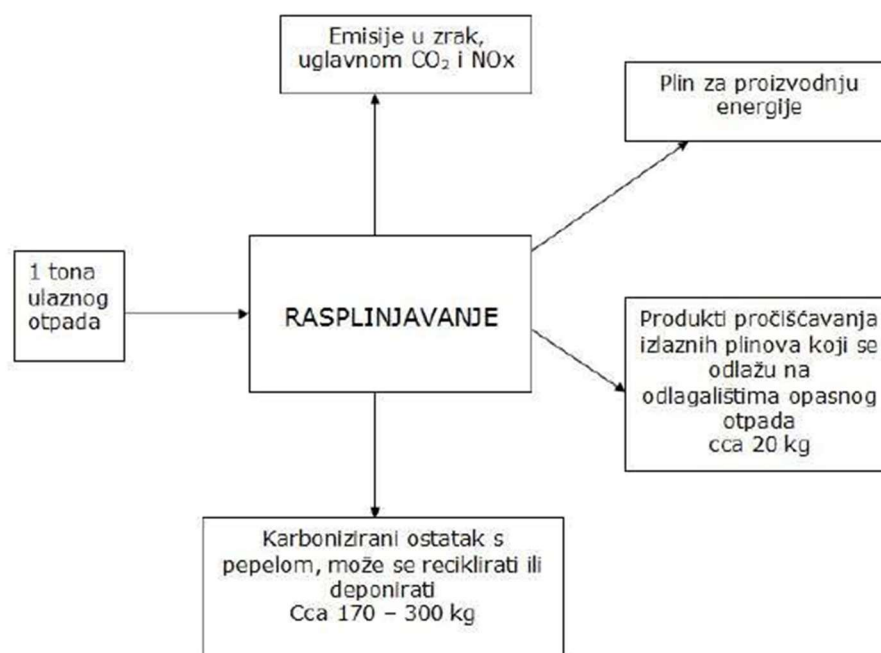 Emisije u zrak,
uglavnom CO₂ i NOx
Plin za proizvodnju
energije
1 tona
ulaznog
otpada
RASPLINJAVANJE
Produkti pročišćavanja
izlaznih plinova koji se
odlažu na
odlagalištima opasnog
otpada
cca 20 kg
Karbonizirani ostatak s
pepelom, može se reciklirati ili
deponirati
Cca 170 – 300 kg